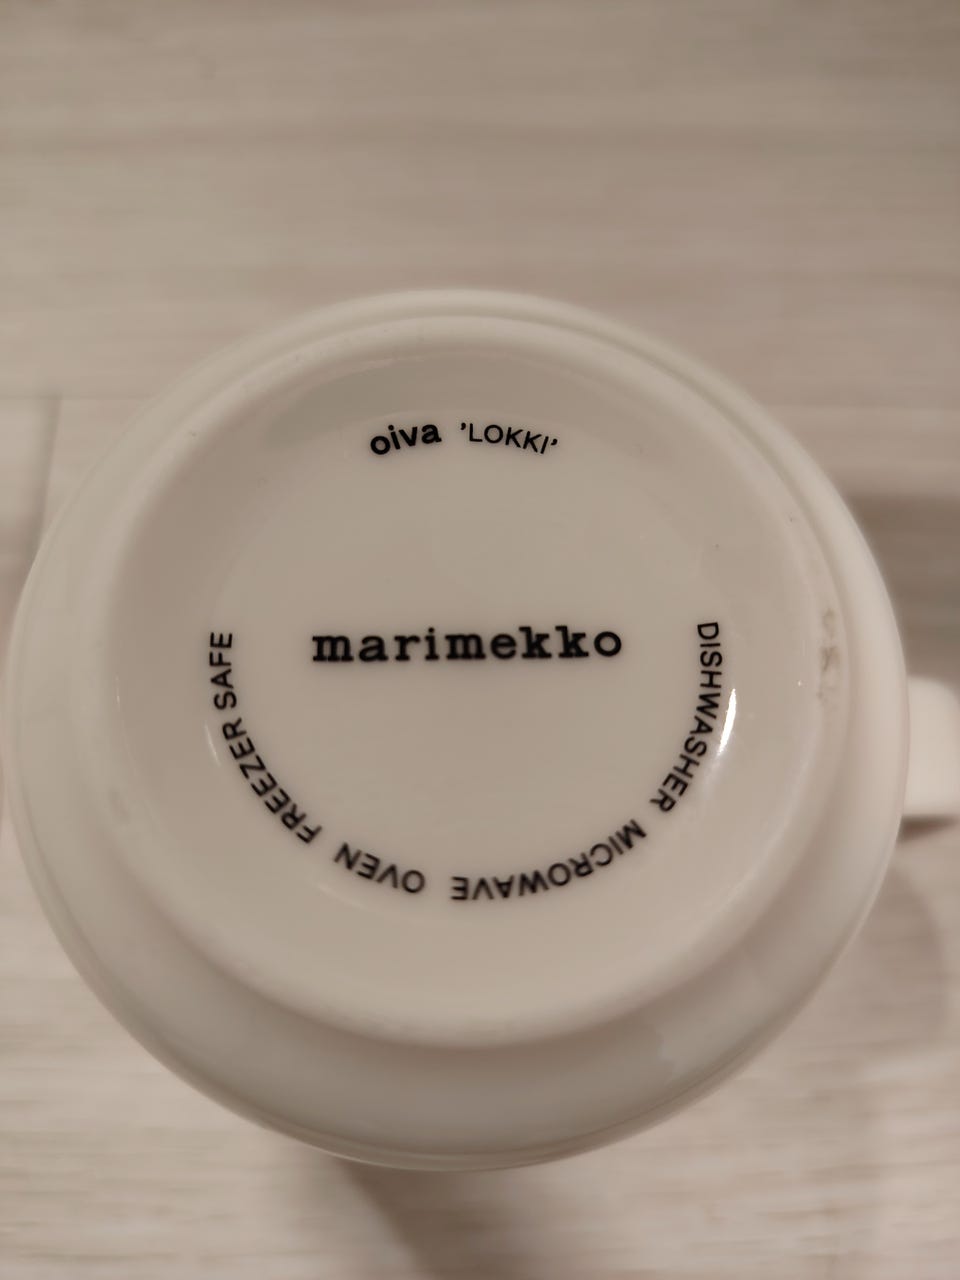 oiva 'LOKKI'
marimekko
DISHWASHER MICROWAVE OVEN FREEZER SAFE